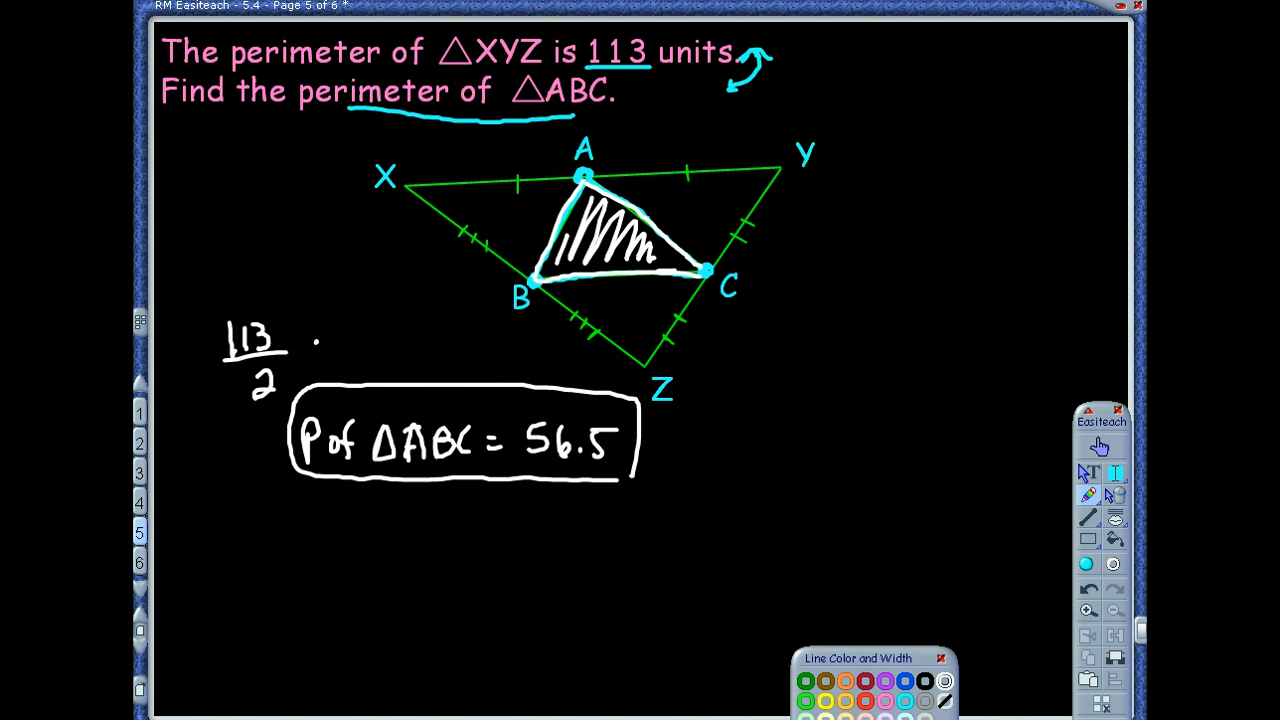 RM Easiteach - 5.4 - Page 5 of 6 *
The perimeter of △XYZ is 113 units.
Find the perimeter of △ABC.
A
Y
X
C
B
113
2
Z
P of △ABC = 56.5
Easiteach
T
1
2
3
4
5
6
Line Color and Width